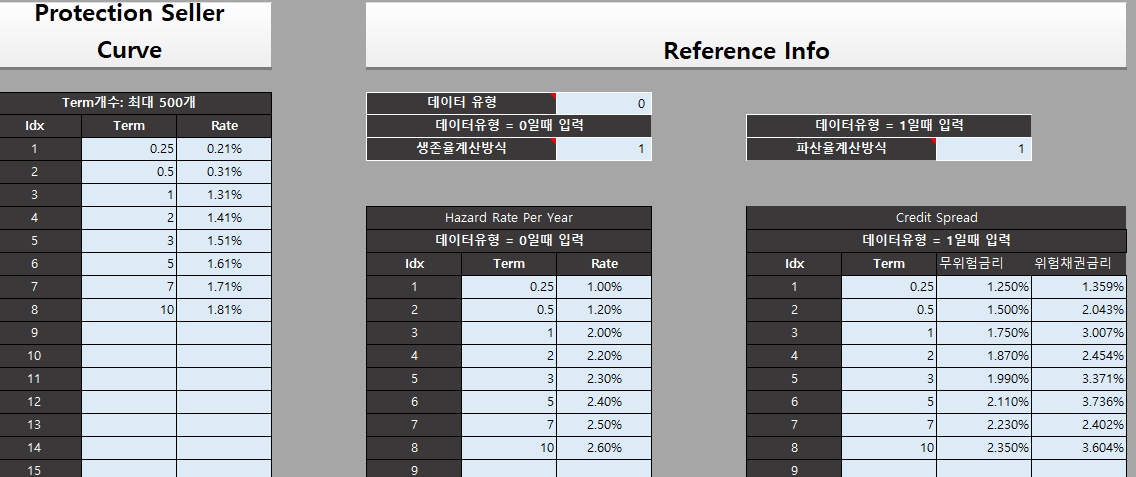 Protection Seller
Curve
Reference Info
Term개수: 최대 500개
Idx Term Rate
1 0.25 0.21%
2 0.5 0.31%
3 1 1.31%
4 2 1.41%
5 3 1.51%
6 5 1.61%
7 7 1.71%
8 10 1.81%
9
10
11
12
13
14
15
데이터 유형 0
데이터유형 = 0일때 입력
생존율계산방식 1
데이터유형 = 1일때 입력
파산율계산방식 1
Hazard Rate Per Year
데이터유형 = 0일때 입력
Idx Term Rate
1 0.25 1.00%
2 0.5 1.20%
3 1 2.00%
4 2 2.20%
5 3 2.30%
6 5 2.40%
7 7 2.50%
8 10 2.60%
9
Credit Spread
데이터유형 = 1일때 입력
Idx Term 무위험금리 위험채권금리
1 0.25 1.250% 1.359%
2 0.5 1.500% 2.043%
3 1 1.750% 3.007%
4 2 1.870% 2.454%
5 3 1.990% 3.371%
6 5 2.110% 3.736%
7 7 2.230% 2.402%
8 10 2.350% 3.604%
9